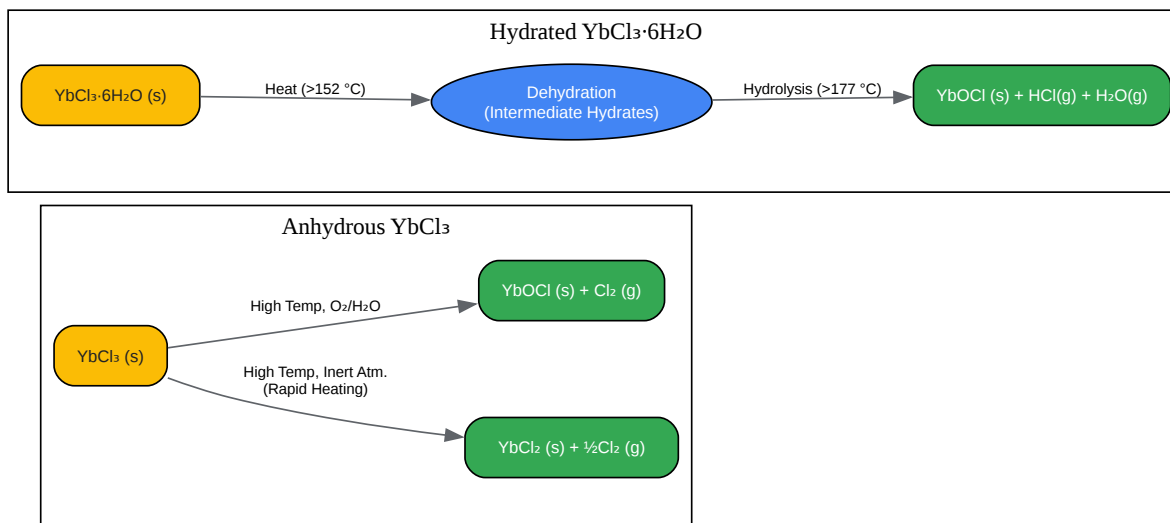 Hydrated YbCl₃·6H₂O
YbCl₃·6H₂O (s)
Heat (>152 °C)
Dehydration
(Intermediate Hydrates)
Hydrolysis (>177 °C)
YbOCl (s) + HCl(g) + H₂O(g)
Anhydrous YbCl₃
YbCl₃ (s)
High Temp, O₂/H₂O
YbOCl (s) + Cl₂ (g)
High Temp, Inert Atm.
(Rapid Heating)
YbCl₂ (s) + ½Cl₂ (g)